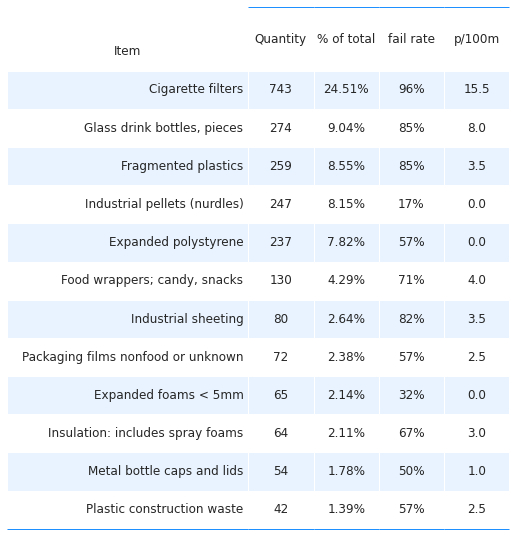 Item Quantity % of total fail rate p/100m
Cigarette filters 743 24.51% 96% 15.5
Glass drink bottles, pieces 274 9.04% 85% 8.0
Fragmented plastics 259 8.55% 85% 3.5
Industrial pellets (nurdles) 247 8.15% 17% 0.0
Expanded polystyrene 237 7.82% 57% 0.0
Food wrappers; candy, snacks 130 4.29% 71% 4.0
Industrial sheeting 80 2.64% 82% 3.5
Packaging films nonfood or unknown 72 2.38% 57% 2.5
Expanded foams < 5mm 65 2.14% 32% 0.0
Insulation: includes spray foams 64 2.11% 67% 3.0
Metal bottle caps and lids 54 1.78% 50% 1.0
Plastic construction waste 42 1.39% 57% 2.5